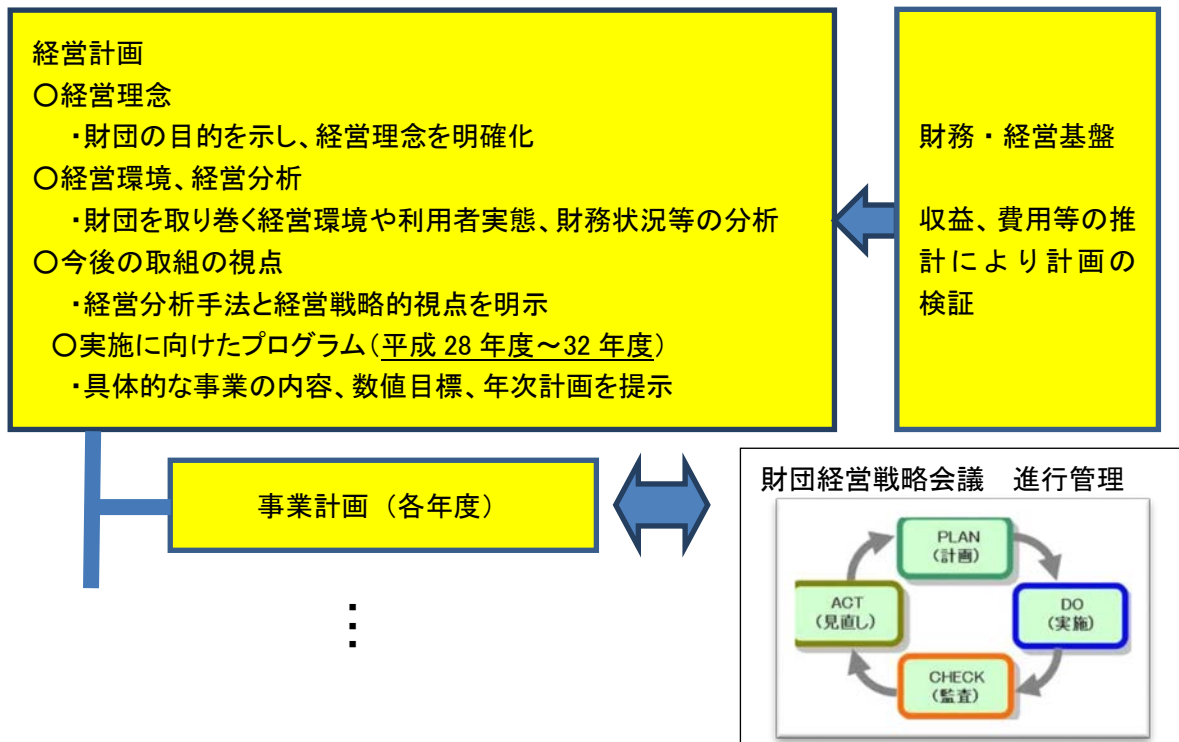 経営計画
○経営理念
・財団の目的を示し、経営理念を明確化
○経営環境、経営分析
・財団を取り巻く経営環境や利用者実態、財務状況等の分析
○今後の取組の視点
・経営分析手法と経営戦略的視点を明示
○実施に向けたプログラム（平成 28 年度～32 年度）
・具体的な事業の内容、数値目標、年次計画を提示
財務・経営基盤
収益、費用等の推
計により計画の
検証
事業計画（各年度）
⋮
財団経営戦略会議　進行管理
PLAN
(計画)
DO
(実施)
CHECK
(監査)
ACT
(見直し)